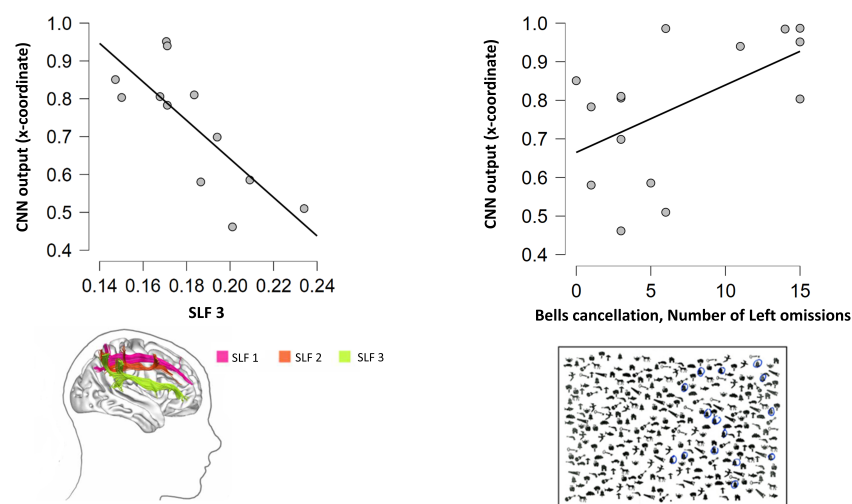 1.0
0.9
0.8
0.7
0.6
0.5
0.4
CNN output (x-coordinate)
0.14 0.16 0.18 0.20 0.22 0.24
SLF 3
1.0
0.9
0.8
0.7
0.6
0.5
0.4
CNN output (x-coordinate)
0 5 10 15
Bells cancellation, Number of Left omissions
SLF 1 SLF 2 SLF 3